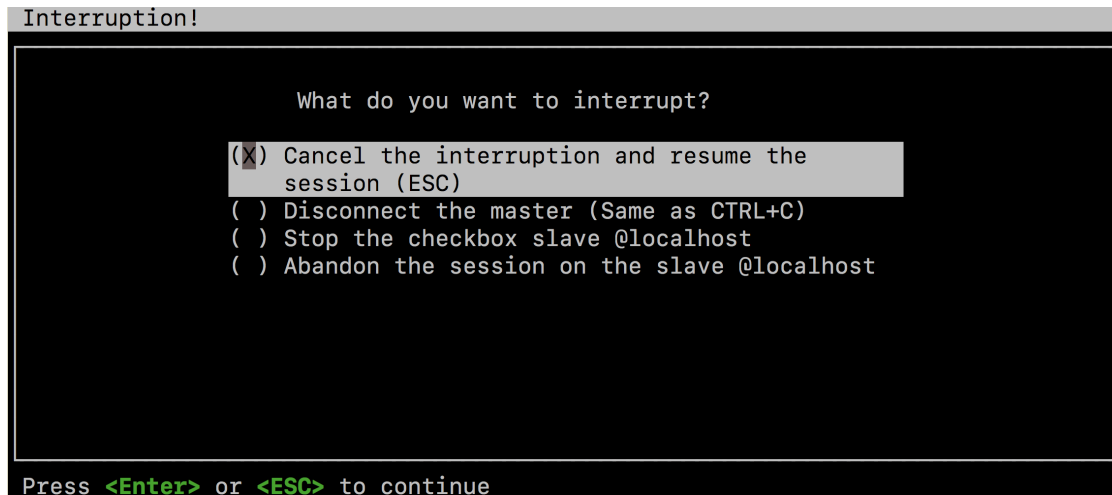 Interruption!
What do you want to interrupt?
(X) Cancel the interruption and resume the
session (ESC)
( ) Disconnect the master (Same as CTRL+C)
( ) Stop the checkbox slave @localhost
( ) Abandon the session on the slave @localhost
Press <Enter> or <ESC> to continue